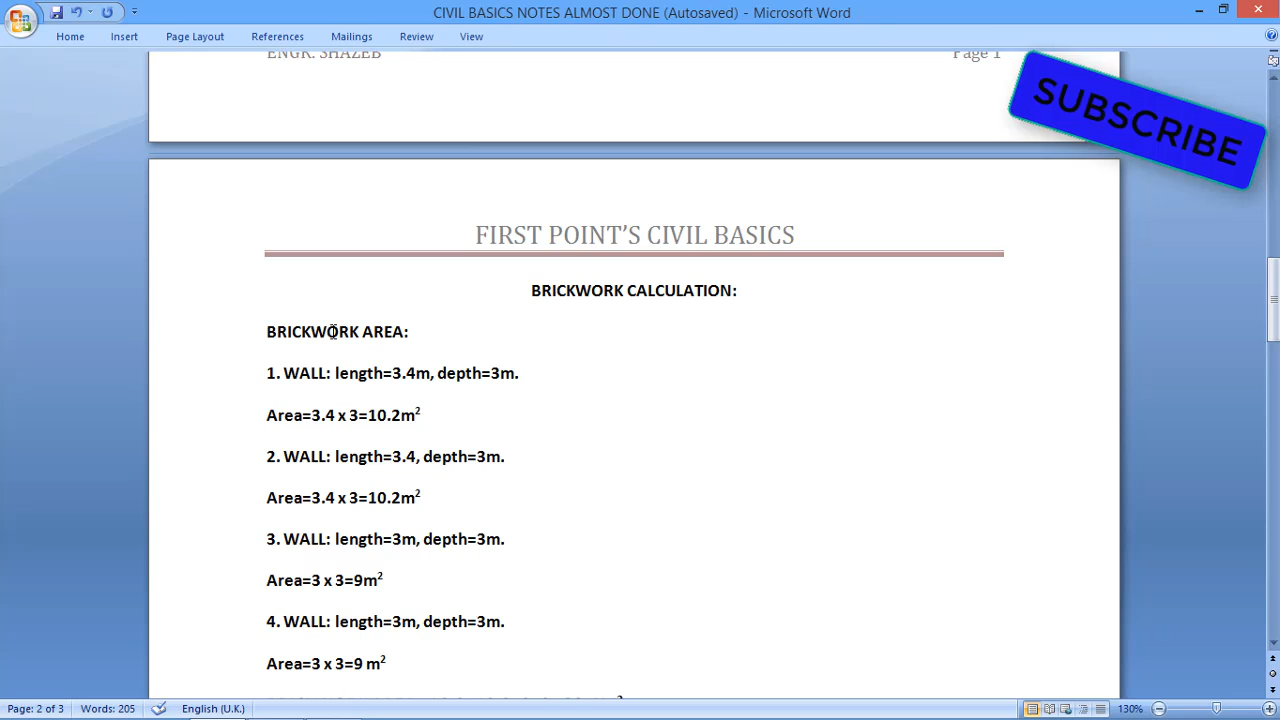 CIVIL BASICS NOTES ALMOST DONE (Autosaved) - Microsoft Word
Home Insert Page Layout References Mailings Review View
ENGR. SHAZEB Page 1
SUBSCRIBE
FIRST POINT’S CIVIL BASICS
BRICKWORK CALCULATION:
BRICKWORK AREA:
1. WALL: length=3.4m, depth=3m.
Area=3.4 x 3=10.2m²
2. WALL: length=3.4, depth=3m.
Area=3.4 x 3=10.2m²
3. WALL: length=3m, depth=3m.
Area=3 x 3=9m²
4. WALL: length=3m, depth=3m.
Area=3 x 3=9 m²
Page: 2 of 3 Words: 205 English (U.K.) 130%